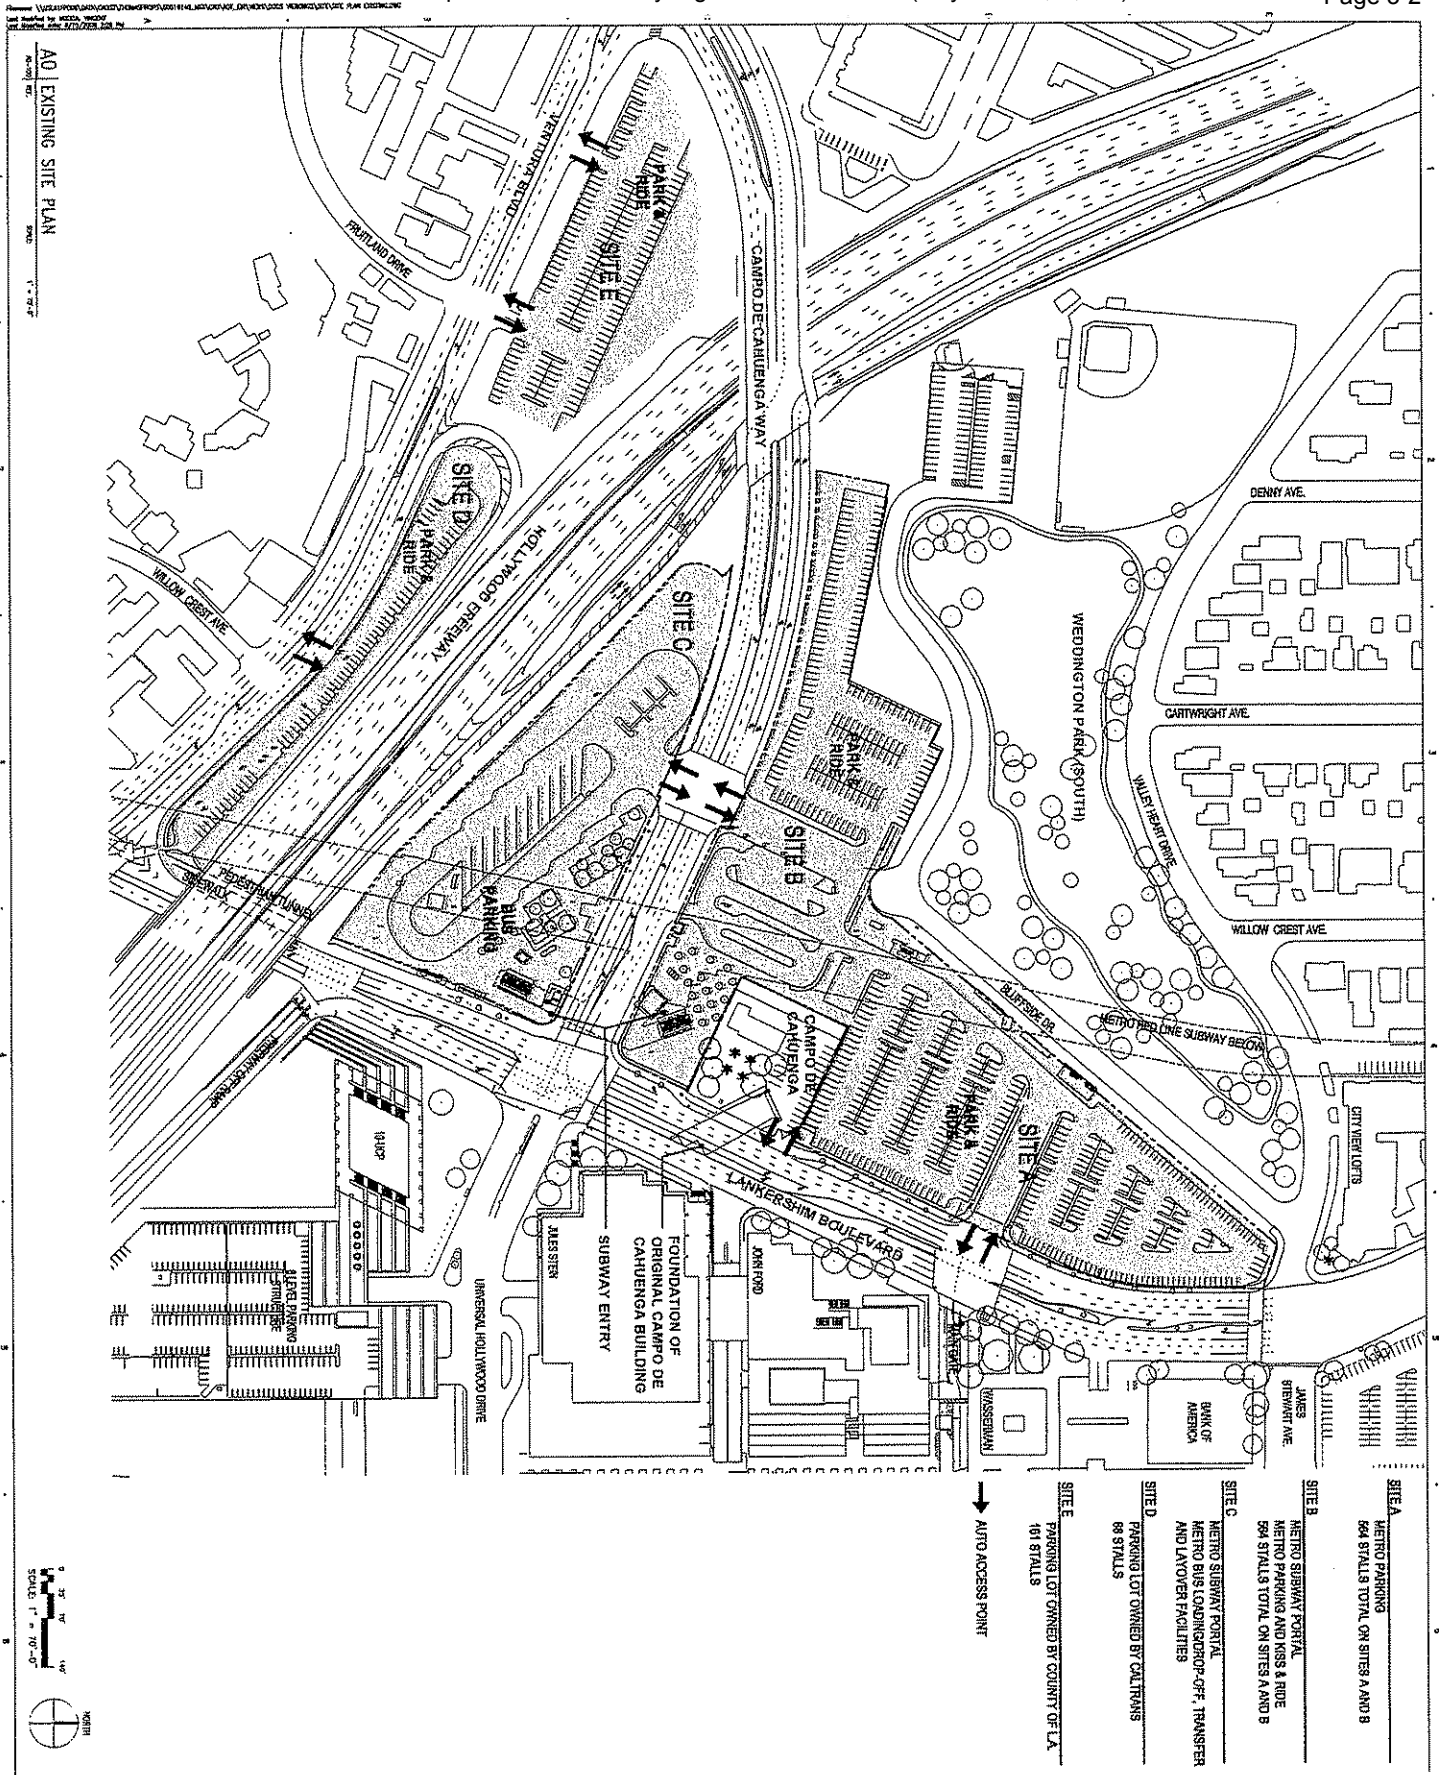 Page 3-2
A0 EXISTING SITE PLAN
VENTURA BLVD
FRUITLAND DRIVE
PARK &
RIDE
SITE E
CAMPO DE CAHUENGA WAY
SITE D
PARK &
RIDE
WILLOW CREST AVE.
HOLLYWOOD FREEWAY
SITE C
BUS
PARKING
PEDESTRIAN TUNNEL
SIDEWALK
FREEWAY OFF RAMP
PARK &
RIDE
SITE B
DENNY AVE.
CARTWRIGHT AVE.
WEDDINGTON PARK (SOUTH)
VALLEY HEART DRIVE
WILLOW CREST AVE.
BLUFFSIDE DR.
METRO RED LINE SUBWAY BELOW
CITY VIEW LOFTS
CAMPO DE
CAHUENGA
PARK &
RIDE
SITE A
LANKERSHIM BOULEVARD
10 UCP
PARKING
STRUCTURE
UNIVERSAL HOLLYWOOD DRIVE
JULES STEIN
SUBWAY ENTRY
FOUNDATION OF
ORIGINAL CAMPO DE
CAHUENGA BUILDING
JOHN FORD
WASSERMAN
BANK OF
AMERICA
JAMES
STEWART AVE.
SITE A
METRO PARKING
564 STALLS TOTAL ON SITES A AND B
SITE B
METRO SUBWAY PORTAL
METRO PARKING AND KISS & RIDE
564 STALLS TOTAL ON SITES A AND B
SITE C
METRO SUBWAY PORTAL
METRO BUS LOADING/DROP-OFF, TRANSFER
AND LAYOVER FACILITIES
SITE D
PARKING LOT OWNED BY CALTRANS
68 STALLS
SITE E
PARKING LOT OWNED BY COUNTY OF L.A.
161 STALLS
AUTO ACCESS POINT
SCALE: 1" = 70'-0"
NORTH